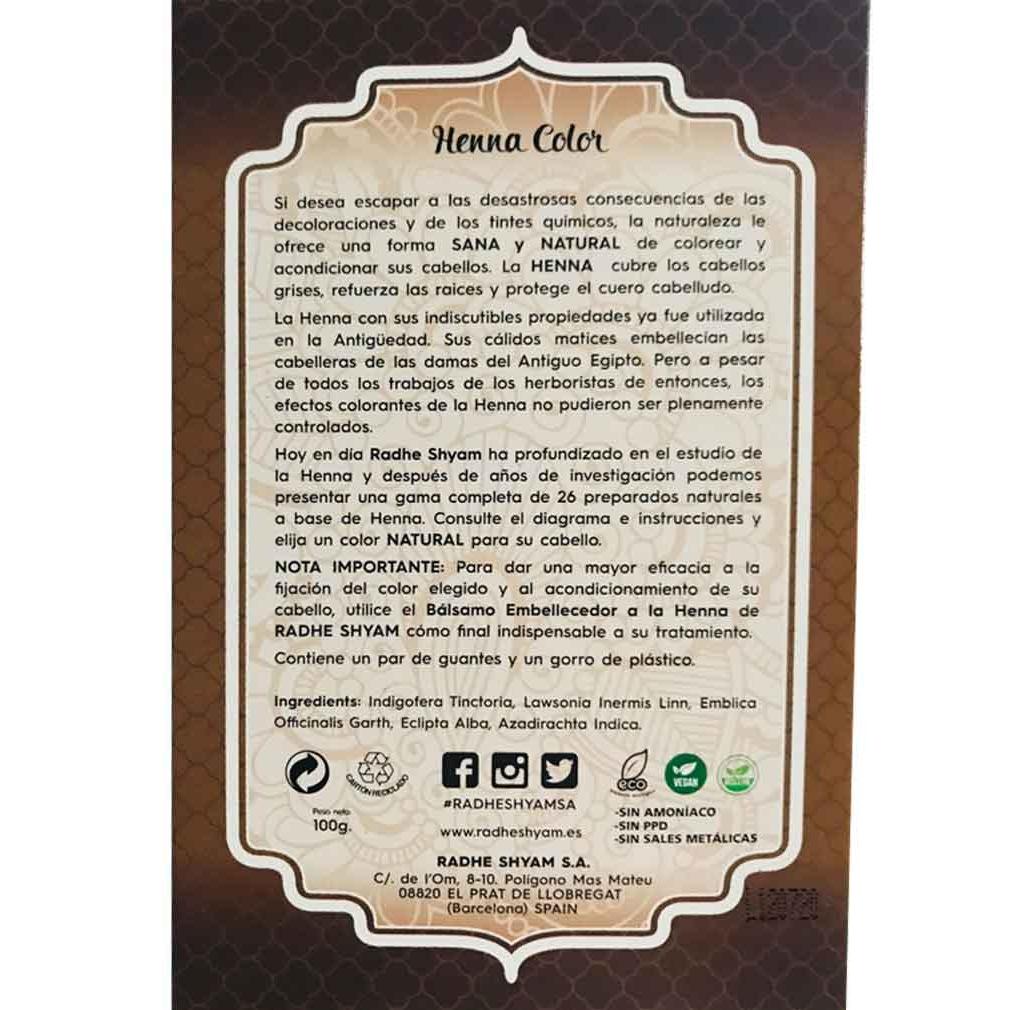 Henna Color
Si desea escapar a las desastrosas consecuencias de las
decoloraciones y de los tintes químicos, la naturaleza le
ofrece una forma SANA y NATURAL de colorear y
acondicionar sus cabellos. La HENNA cubre los cabellos
grises, refuerza las raices y protege el cuero cabelludo.
La Henna con sus indiscutibles propiedades ya fue utilizada
en la Antigüedad. Sus cálidos matices embellecían las
cabelleras de las damas del Antiguo Egipto. Pero a pesar
de todos los trabajos de los herboristas de entonces, los
efectos colorantes de la Henna no pudieron ser plenamente
controlados.
Hoy en día Radhe Shyam ha profundizado en el estudio de
la Henna y después de años de investigación podemos
presentar una gama completa de 26 preparados naturales
a base de Henna. Consulte el diagrama e instrucciones y
elija un color NATURAL para su cabello.
NOTA IMPORTANTE: Para dar una mayor eficacia a la
fijación del color elegido y al acondicionamiento de su
cabello, utilice el Bálsamo Embellecedor a la Henna de
RADHE SHYAM cómo final indispensable a su tratamiento.
Contiene un par de guantes y un gorro de plástico.
Ingredients: Indigofera Tinctoria, Lawsonia Inermis Linn, Emblica
Officinalis Garth, Eclipta Alba, Azadirachta Indica.
CARTÓN RECICLADO
eco
VEGAN
Peso neto
100g.
#RADHESHYAMSA
www.radheshyam.es
-SIN AMONÍACO
-SIN PPD
-SIN SALES METÁLICAS
RADHE SHYAM S.A.
C/. de l'Om, 8-10. Polígono Mas Mateu
08820 EL PRAT DE LLOBREGAT
(Barcelona) SPAIN